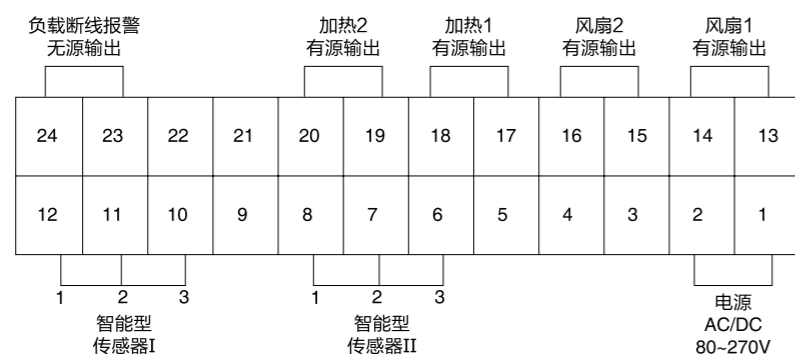 负载断线报警 加热2 加热1 风扇2 风扇1
无源输出 有源输出 有源输出 有源输出 有源输出
24 23 22 21 20 19 18 17 16 15 14 13
12 11 10 9 8 7 6 5 4 3 2 1
1 2 3 1 2 3
智能型
传感器I
智能型
传感器II
电源
AC/DC
80~270V